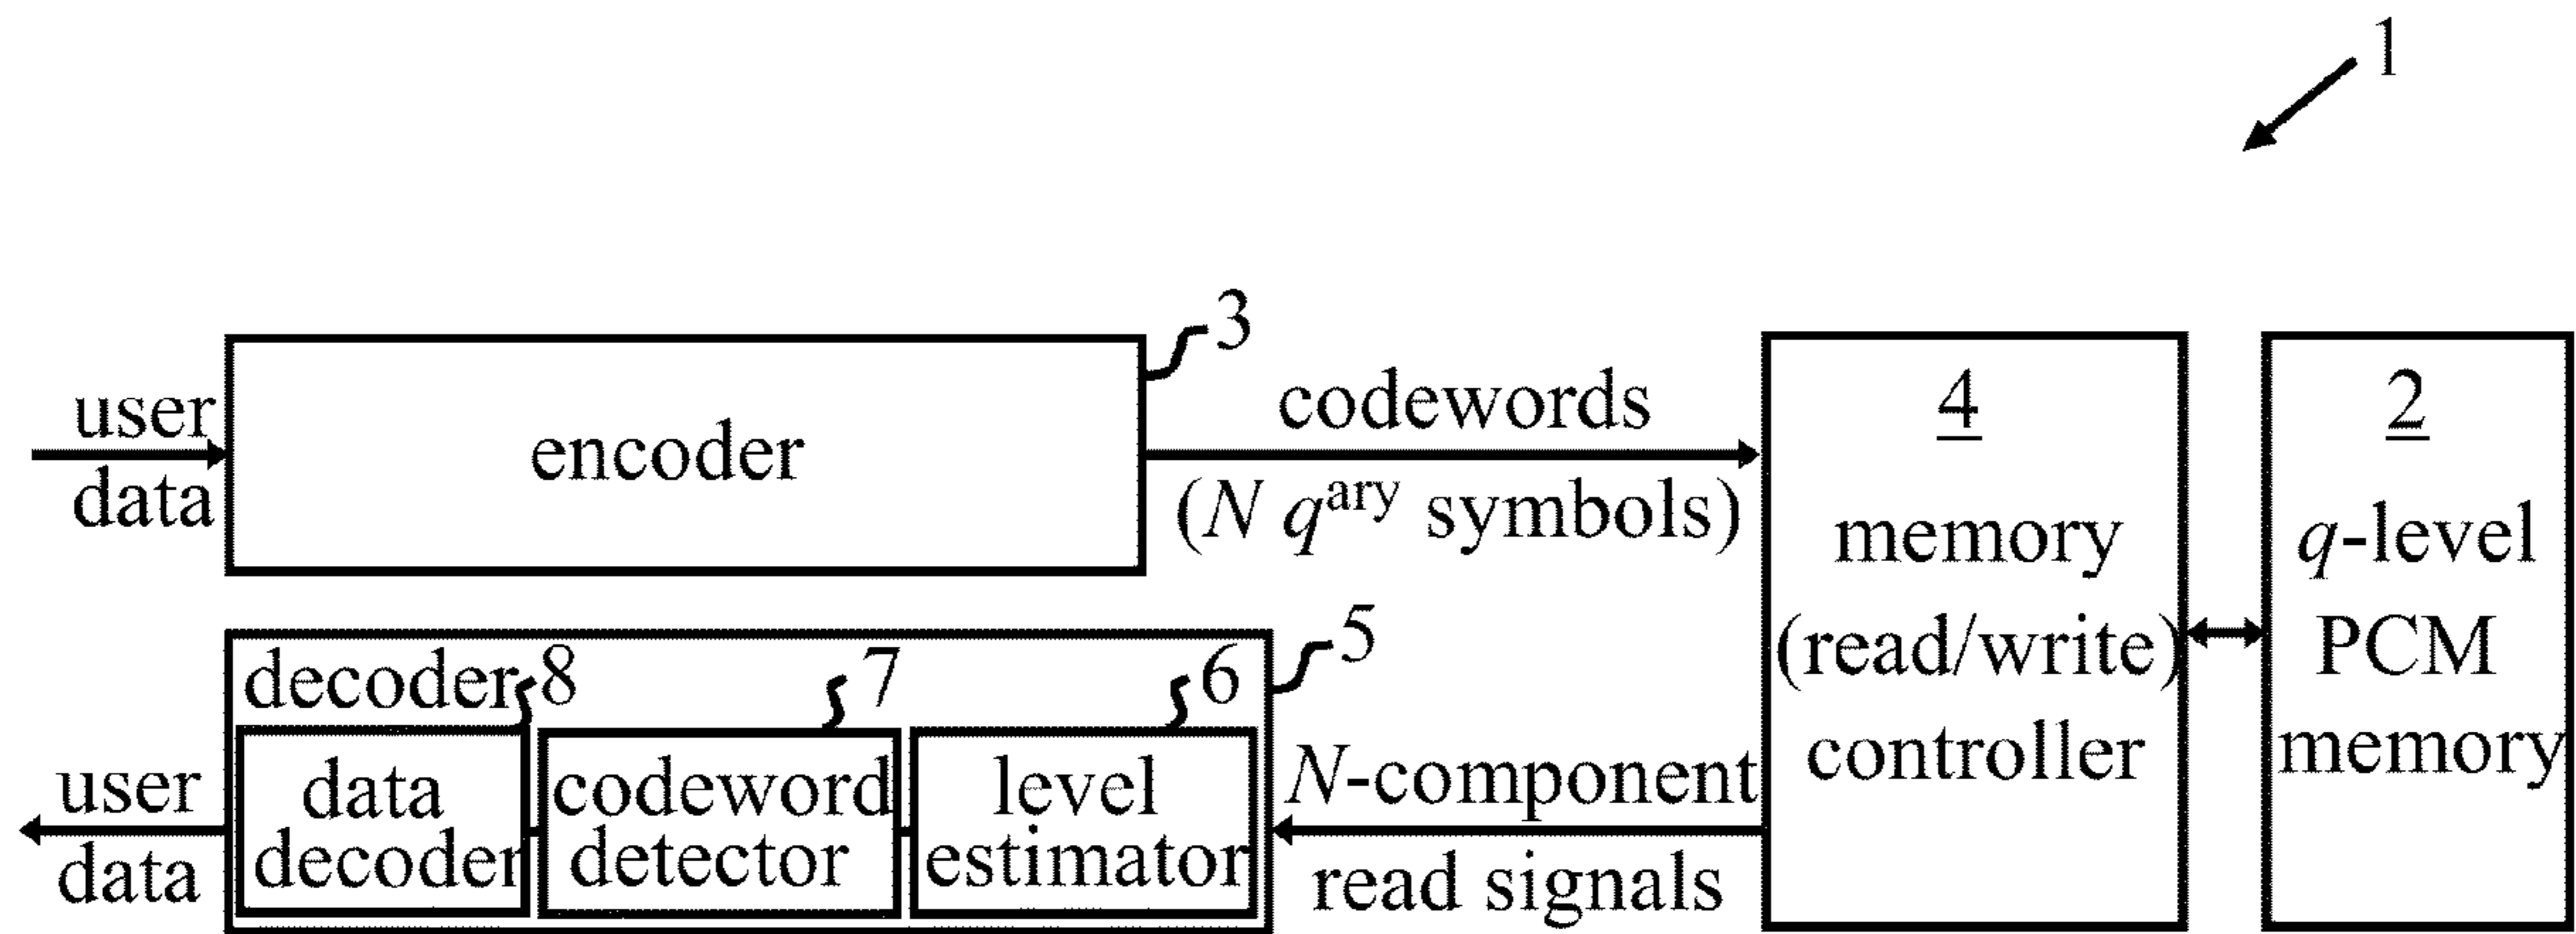 1
3
user
data
encoder
codewords
(N q^ary symbols)
4
memory
(read/write)
controller
2
q-level
PCM
memory
5
decoder
8
7
6
user
data
data
decoder
codeword
detector
level
estimator
N-component
read signals